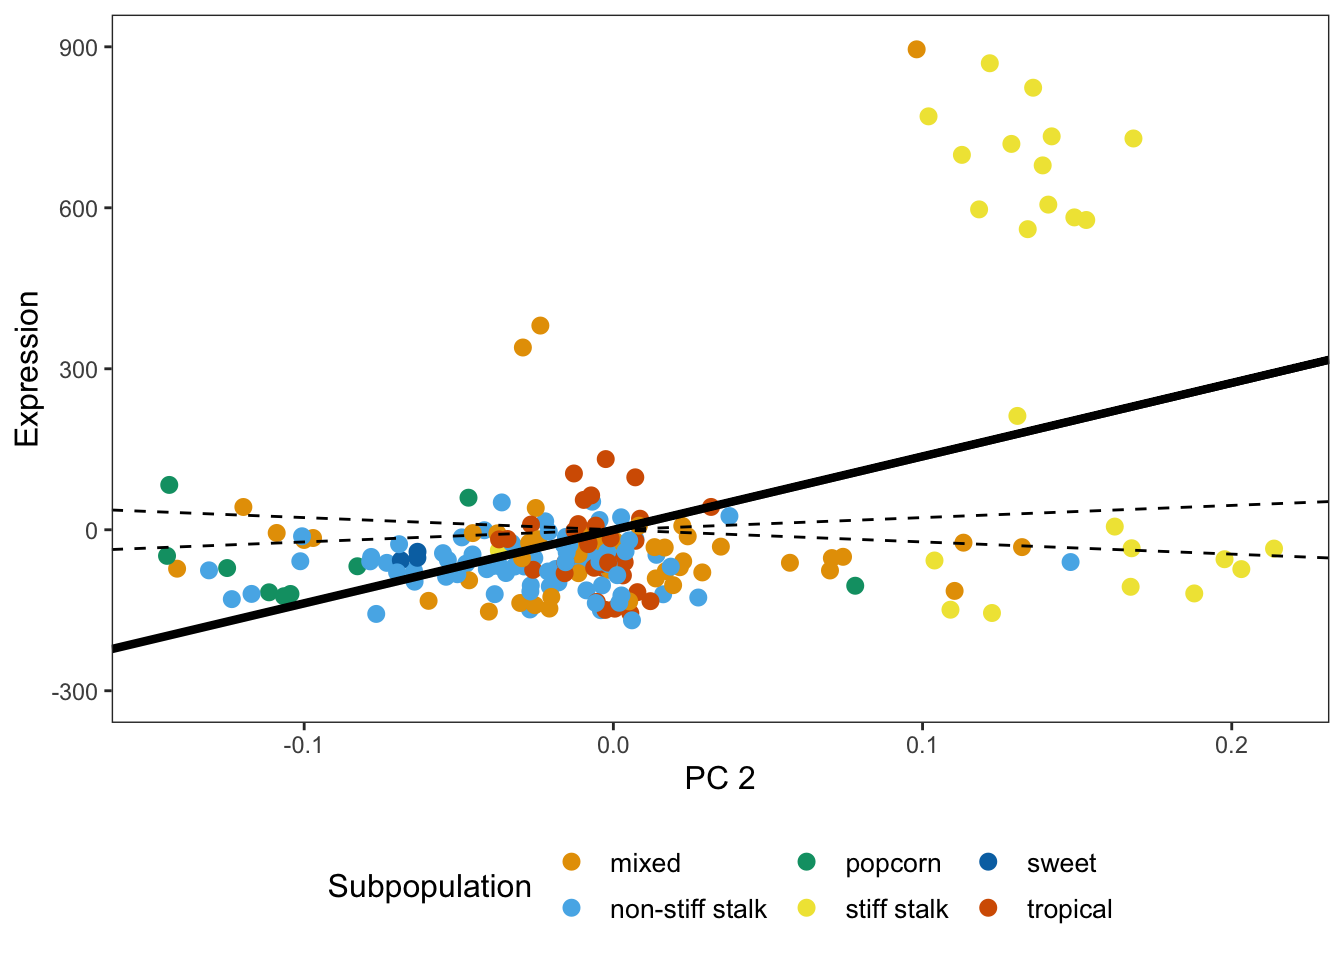 900
600
300
0
-300
Expression
-0.1 0.0 0.1 0.2
PC 2
Subpopulation
mixed popcorn sweet
non-stiff stalk stiff stalk tropical